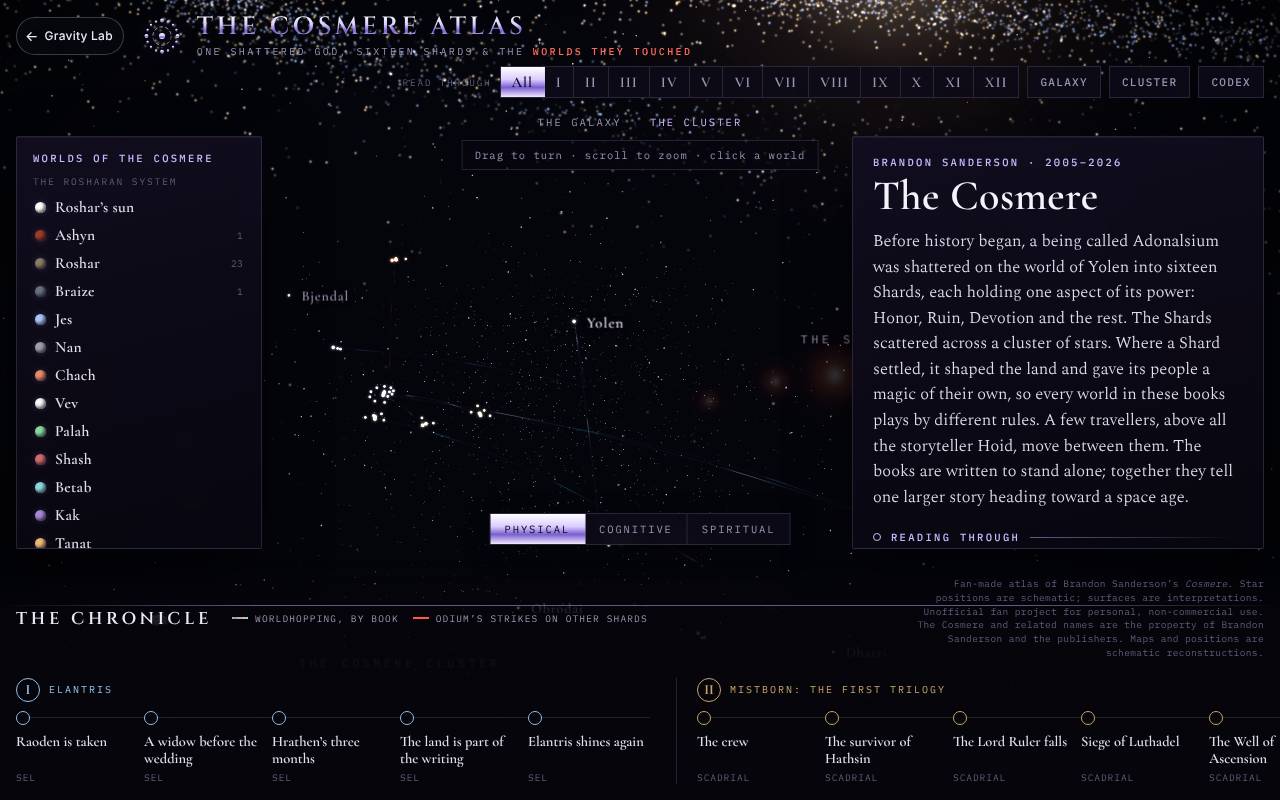 ← Gravity Lab
THE COSMERE ATLAS
ONE SHATTERED GOD, SIXTEEN SHARDS & THE WORLDS THEY TOUCHED
READ THROUGH All I II III IV V VI VII VIII IX X XI XII GALAXY CLUSTER CODEX
THE GALAXY THE CLUSTER
Drag to turn · scroll to zoom · click a world
WORLDS OF THE COSMERE
THE ROSHARAN SYSTEM
Roshar's sun
Ashyn 1
Roshar 23
Braize 1
Jes
Nan
Chach
Vev
Palah
Shash
Betab
Kak
Tanat
Bjendal
Yolen
THE S
BRANDON SANDERSON · 2005–2026
The Cosmere
Before history began, a being called Adonalsium
was shattered on the world of Yolen into sixteen
Shards, each holding one aspect of its power:
Honor, Ruin, Devotion and the rest. The Shards
scattered across a cluster of stars. Where a Shard
settled, it shaped the land and gave its people a
magic of their own, so every world in these books
plays by different rules. A few travellers, above all
the storyteller Hoid, move between them. The
books are written to stand alone; together they tell
one larger story heading toward a space age.
READING THROUGH
PHYSICAL COGNITIVE SPIRITUAL
Fan-made atlas of Brandon Sanderson's Cosmere. Star
positions are schematic; surfaces are interpretations.
Unofficial fan project for personal, non-commercial use.
The Cosmere and related names are the property of Brandon
Sanderson and the publishers. Maps and positions are
schematic reconstructions.
Obrodai
THE CHRONICLE WORLDHOPPING, BY BOOK ODIUM'S STRIKES ON OTHER SHARDS
Dhatri
THE COSMERE CLUSTER
I ELANTRIS
Raoden is taken
SEL
A widow before the
wedding
SEL
Hrathen's three
months
SEL
The land is part of
the writing
SEL
Elantris shines again
SEL
II MISTBORN: THE FIRST TRILOGY
The crew
SCADRIAL
The survivor of
Hathsin
SCADRIAL
The Lord Ruler falls
SCADRIAL
Siege of Luthadel
SCADRIAL
The Well of
Ascension
SCADRIAL